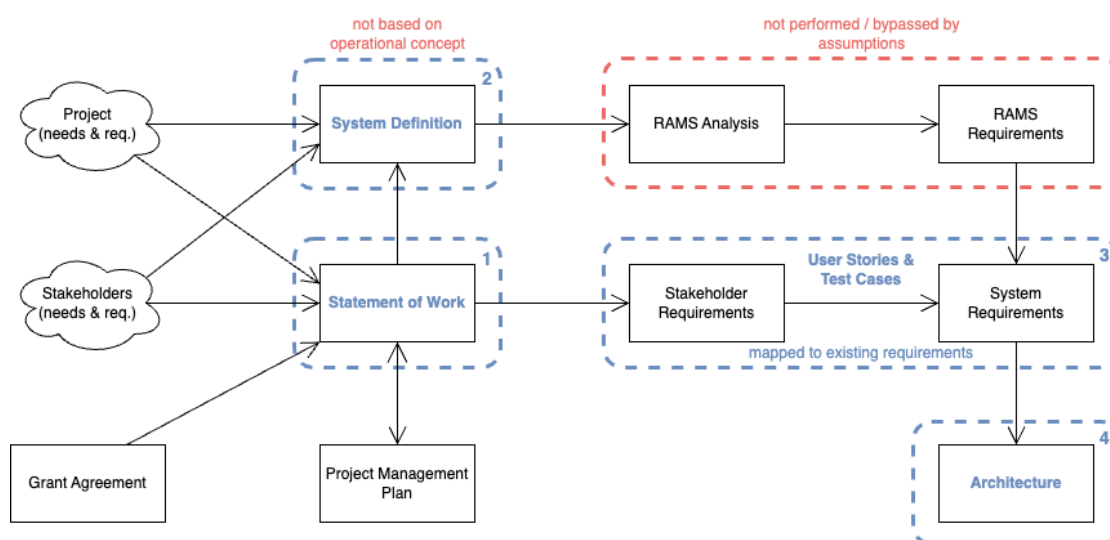 not based on
operational concept
not performed / bypassed by
assumptions
2
Project
(needs & req.)
System Definition
RAMS Analysis
RAMS
Requirements
1
3
User Stories &
Test Cases
Stakeholders
(needs & req.)
Statement of Work
Stakeholder
Requirements
System
Requirements
mapped to existing requirements
4
Grant Agreement
Project Management
Plan
Architecture